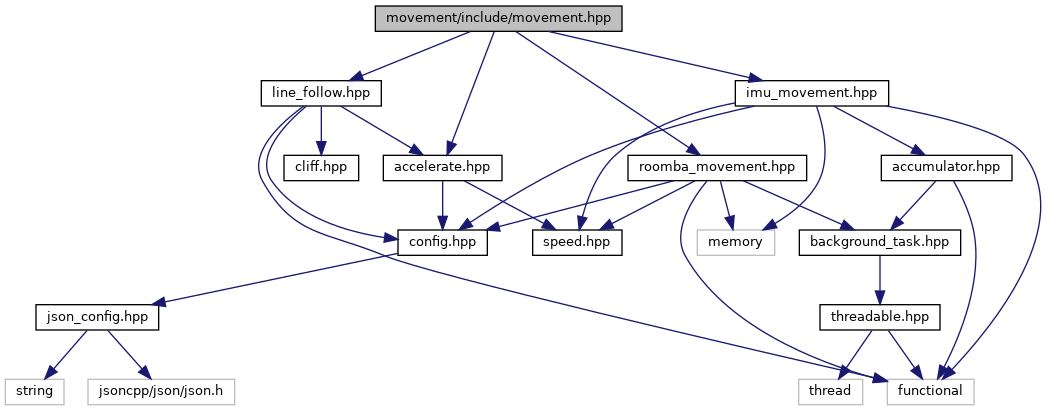 movement/include/movement.hpp
line_follow.hpp
imu_movement.hpp
cliff.hpp
accelerate.hpp
roomba_movement.hpp
accumulator.hpp
config.hpp
speed.hpp
memory
background_task.hpp
json_config.hpp
threadable.hpp
string
jsoncpp/json/json.h
thread
functional